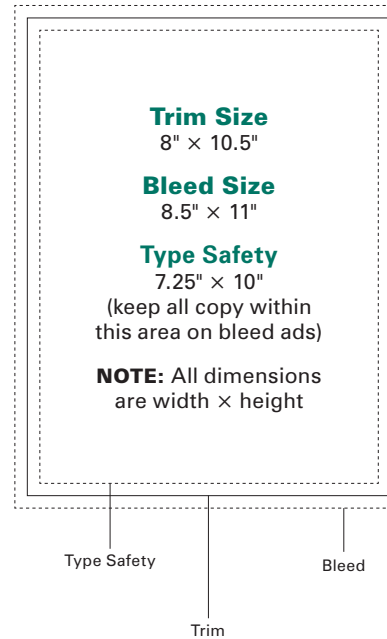 Trim Size
8" × 10.5"
Bleed Size
8.5" × 11"
Type Safety
7.25" × 10"
(keep all copy within
this area on bleed ads)
NOTE: All dimensions
are width × height
Type Safety
Bleed
Trim